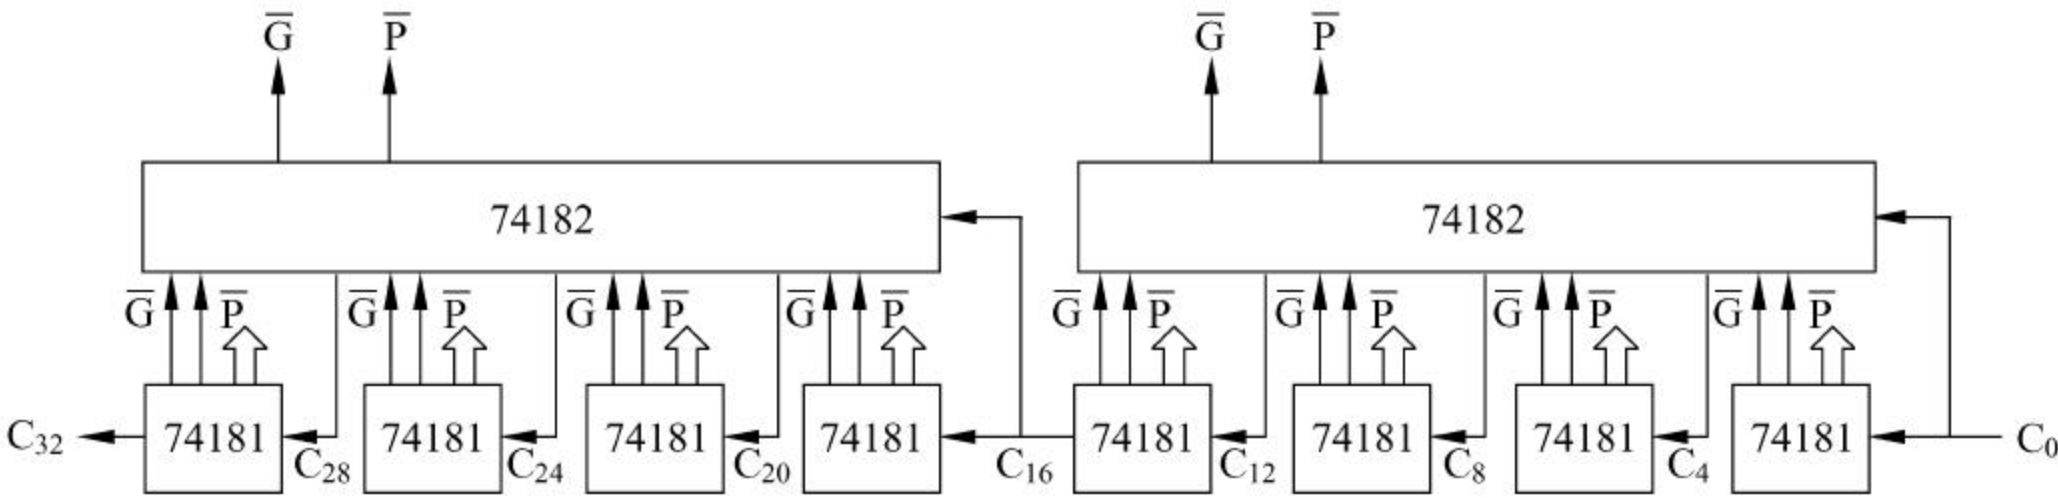 G̅ P̅ G̅ P̅
74182 74182
G̅ P̅ G̅ P̅ G̅ P̅ G̅ P̅ G̅ P̅ G̅ P̅ G̅ P̅ G̅ P̅
C₃₂ 74181 C₂₈ 74181 C₂₄ 74181 C₂₀ 74181 C₁₆ 74181 C₁₂ 74181 C₈ 74181 C₄ 74181 C₀